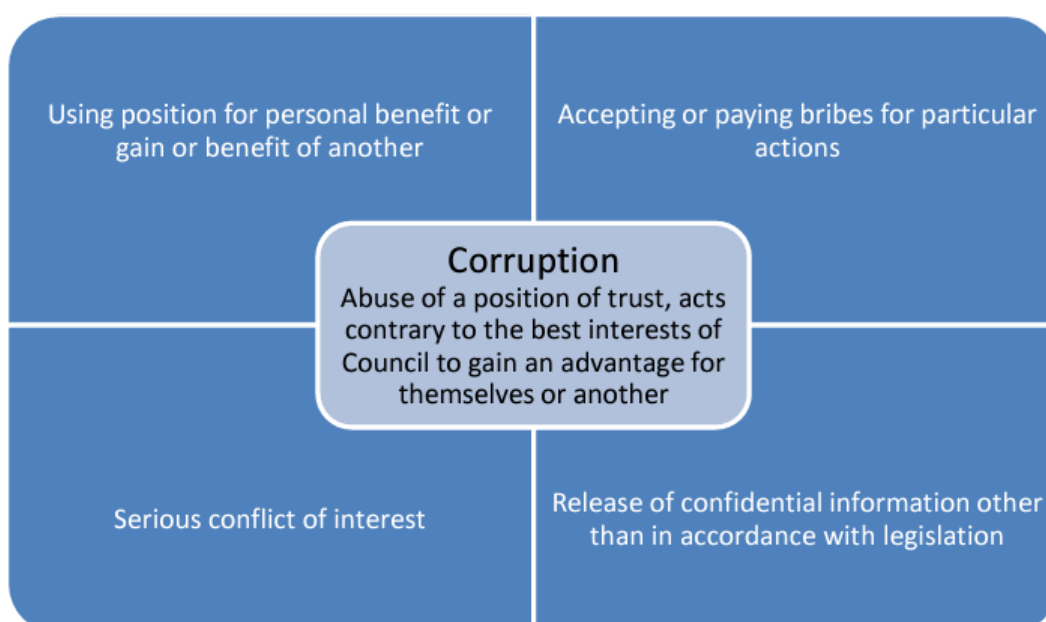 Using position for personal benefit or
gain or benefit of another
Accepting or paying bribes for particular
actions
Corruption
Abuse of a position of trust, acts
contrary to the best interests of
Council to gain an advantage for
themselves or another
Serious conflict of interest
Release of confidential information other
than in accordance with legislation